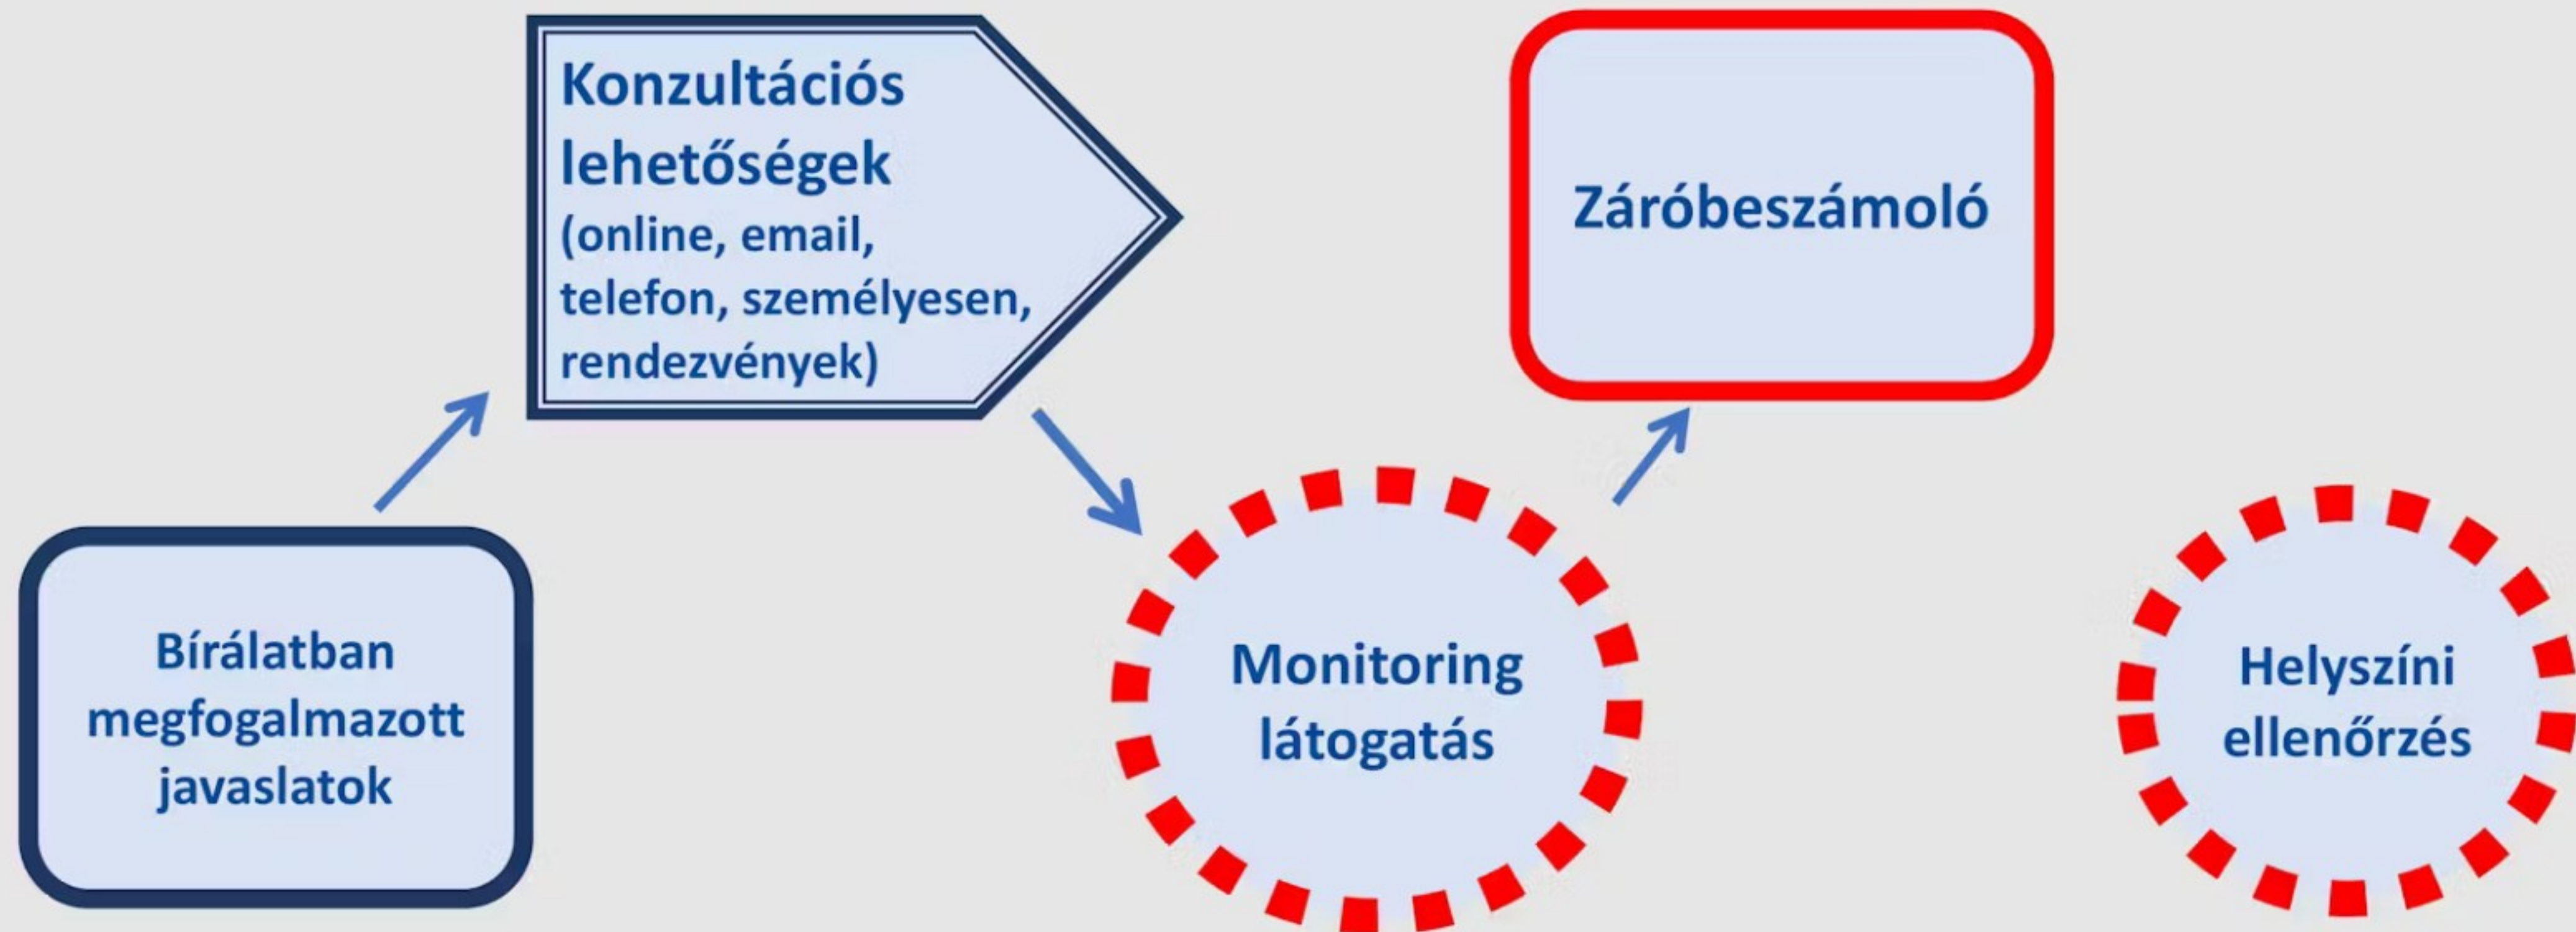 Konzultációs
lehetőségek
(online, email,
telefon, személyesen,
rendezvények)
Záróbeszámoló
Bírálatban
megfogalmazott
javaslatok
Monitoring
látogatás
Helyszíni
ellenőrzés